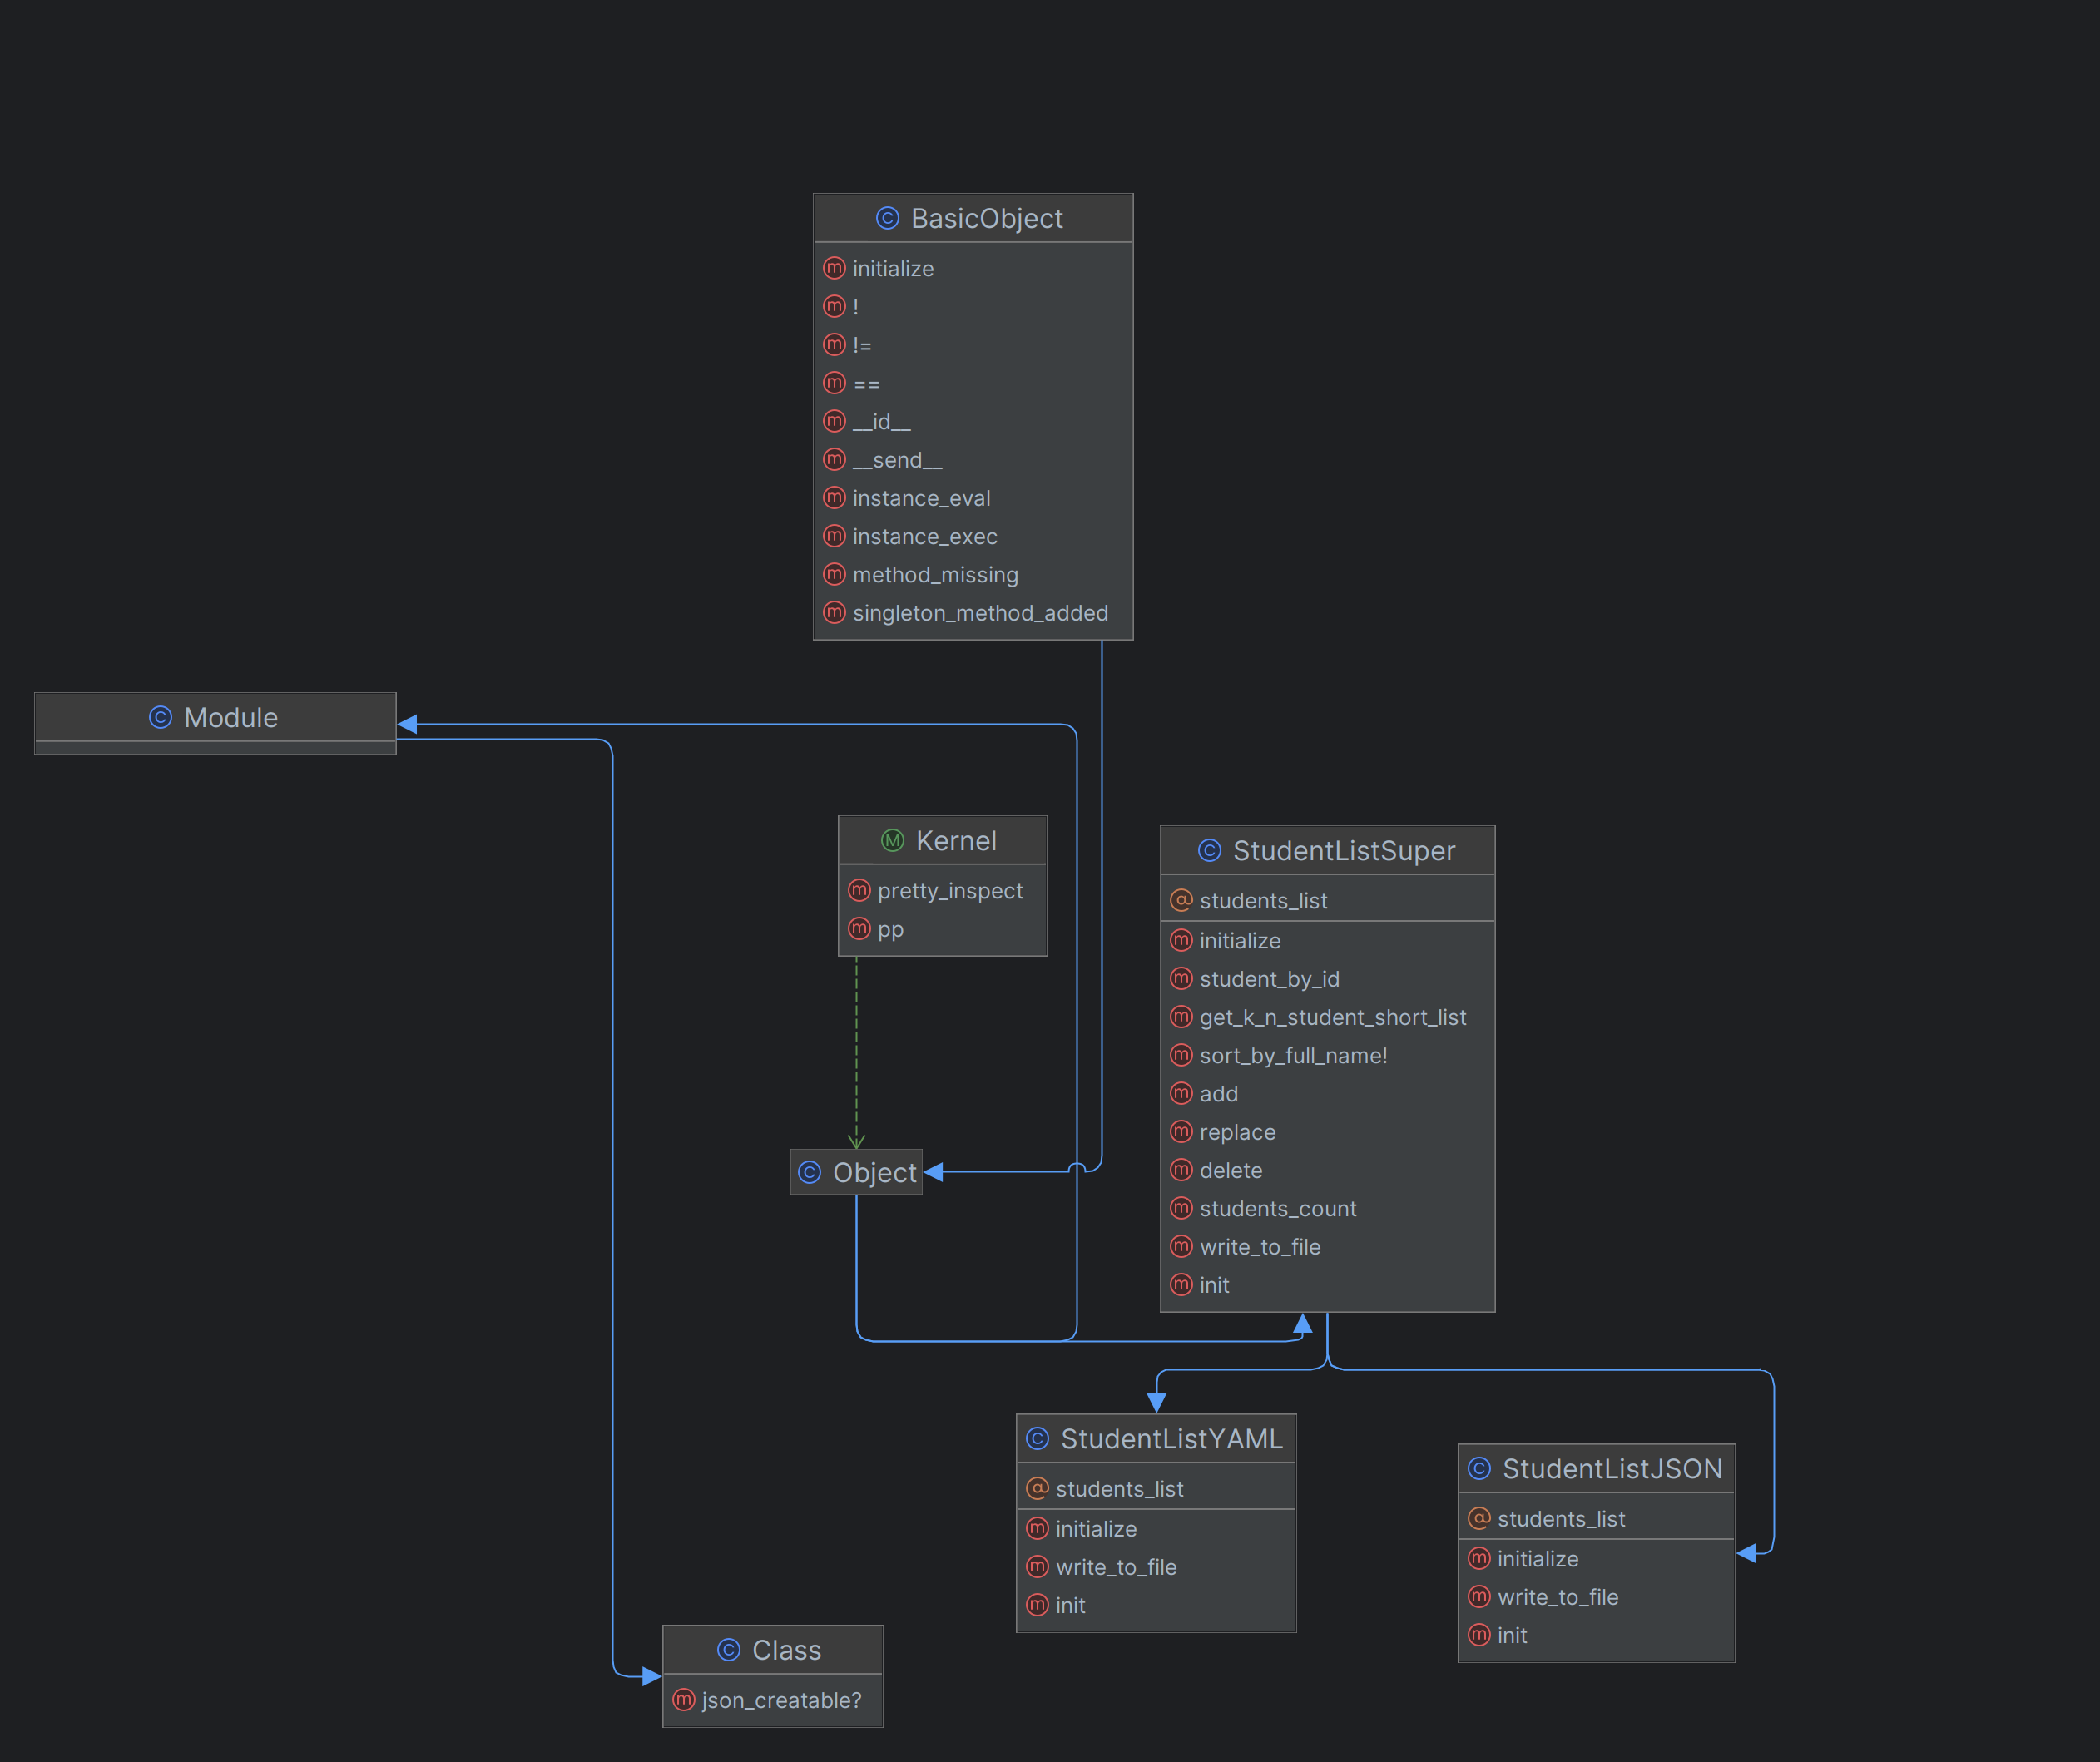 BasicObject
initialize
!
!=
==
__id__
__send__
instance_eval
instance_exec
method_missing
singleton_method_added
Module
Kernel
pretty_inspect
pp
Object
StudentListSuper
students_list
initialize
student_by_id
get_k_n_student_short_list
sort_by_full_name!
add
replace
delete
students_count
write_to_file
init
StudentListYAML
students_list
initialize
write_to_file
init
StudentListJSON
students_list
initialize
write_to_file
init
Class
json_creatable?